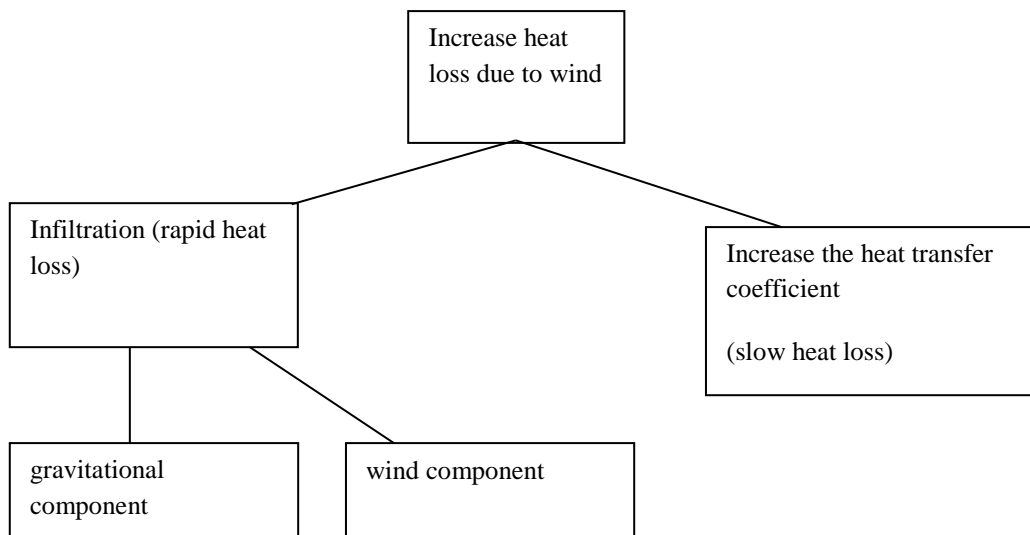 Increase heat
loss due to wind
Infiltration (rapid heat
loss)
Increase the heat transfer
coefficient
(slow heat loss)
gravitational
component
wind component